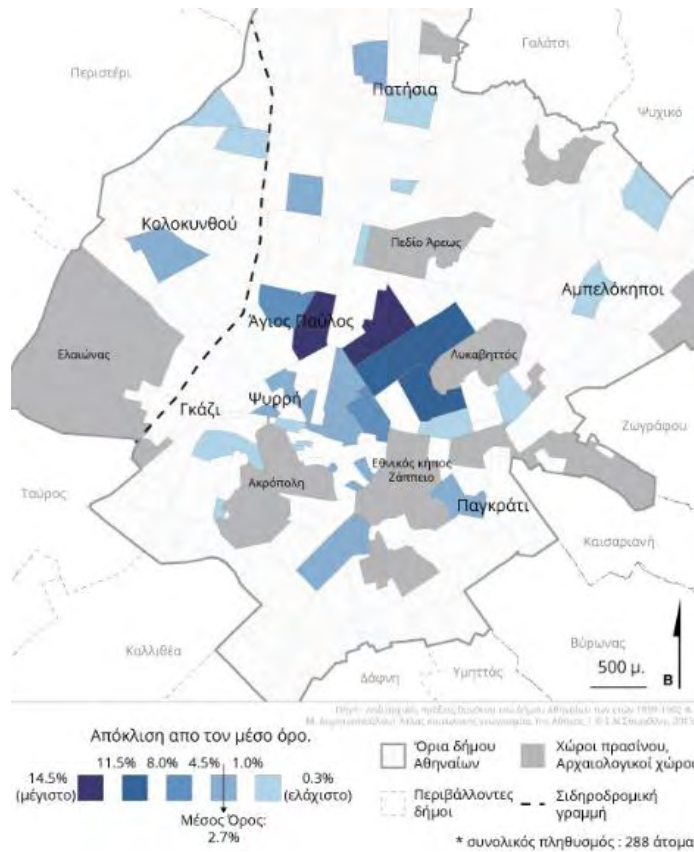 Περιστέρι
Γαλάτσι
Ψυχικό
Πατήσια
Κολοκυνθού
Πεδίο Άρεως
Αμπελόκηποι
Άγιος Παύλος
Ελαιώνας
Λυκαβηττός
Ψυρρή
Γκάζι
Ζωγράφου
Εθνικός κηπος
Ζάππειο
Ταύρος
Ακρόπολη
Παγκράτι
Καισαριανή
Καλλιθέα
Βύρωνας
500 μ.
Β
Δάφνη
Υμηττός
Απόκλιση απο τον μέσο όρο.
11.5% 8.0% 4.5% 1.0%
14.5%
(μέγιστο)
0.3%
(ελάχιστο)
Μέσος Όρος:
2.7%
Όρια δήμου
Αθηναίων
Χώροι πρασίνου,
Αρχαιολογικοί χώροι
Περιβάλλοντες
δήμοι
Σιδηροδρομική
γραμμή
* συνολικός πληθυσμός : 288 άτομα